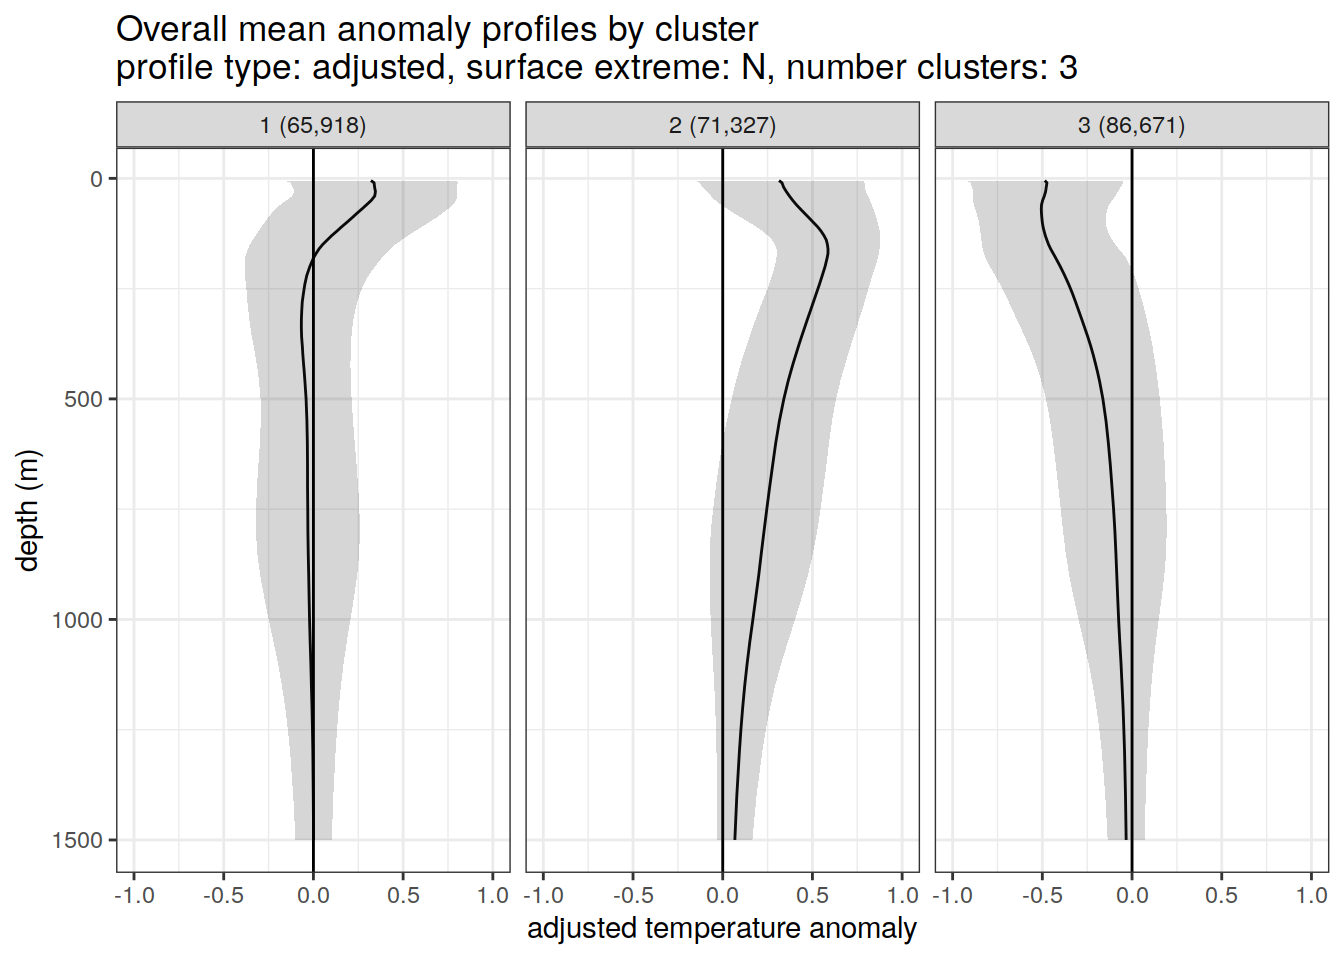 Overall mean anomaly profiles by cluster
profile type: adjusted, surface extreme: N, number clusters: 3
1 (65,918)
2 (71,327)
3 (86,671)
0
500
1000
1500
depth (m)
-1.0 -0.5 0.0 0.5 1.0
-1.0 -0.5 0.0 0.5 1.0
-1.0 -0.5 0.0 0.5 1.0
adjusted temperature anomaly